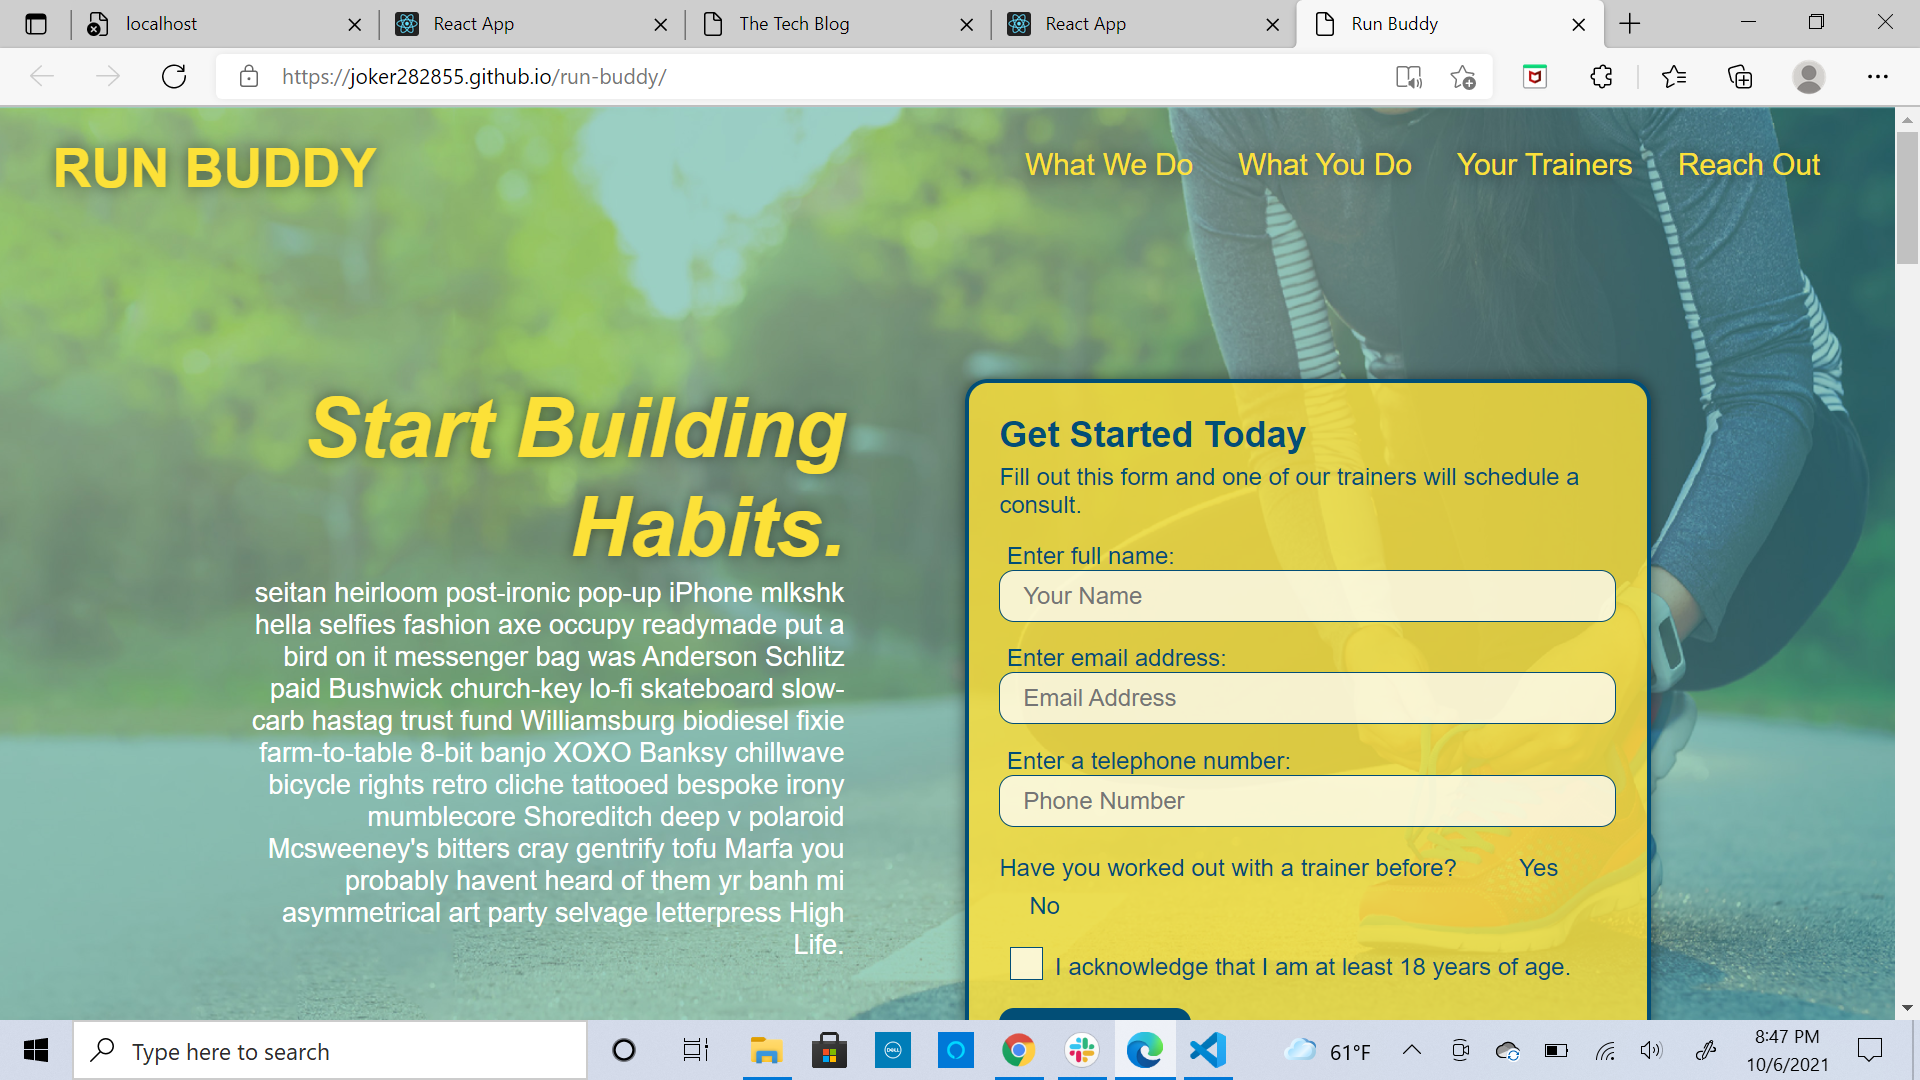 localhost
React App
The Tech Blog
React App
Run Buddy
https://joker282855.github.io/run-buddy/
RUN BUDDY
What We Do
What You Do
Your Trainers
Reach Out
Start Building
Habits.
seitan heirloom post-ironic pop-up iPhone mlkshk
hella selfies fashion axe occupy readymade put a
bird on it messenger bag was Anderson Schlitz
paid Bushwick church-key lo-fi skateboard slow-
carb hastag trust fund Williamsburg biodiesel fixie
farm-to-table 8-bit banjo XOXO Banksy chillwave
bicycle rights retro cliche tattooed bespoke irony
mumblecore Shoreditch deep v polaroid
Mcsweeney's bitters cray gentrify tofu Marfa you
probably havent heard of them yr banh mi
asymmetrical art party selvage letterpress High
Life.
Get Started Today
Fill out this form and one of our trainers will schedule a
consult.
Enter full name:
Your Name
Enter email address:
Email Address
Enter a telephone number:
Phone Number
Have you worked out with a trainer before? Yes
No
I acknowledge that I am at least 18 years of age.
Type here to search
DELL
61°F
8:47 PM
10/6/2021